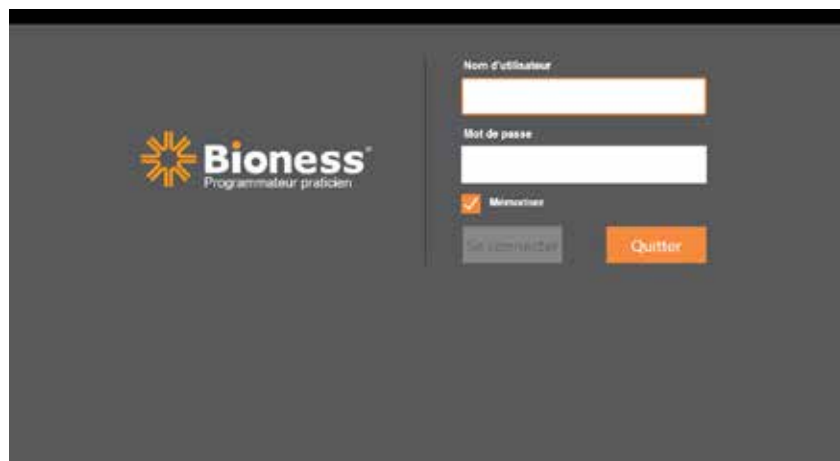 Bioness®
Programmateur praticien
Nom d'utilisateur
Mot de passe
Mémoriser
Se connecter
Quitter